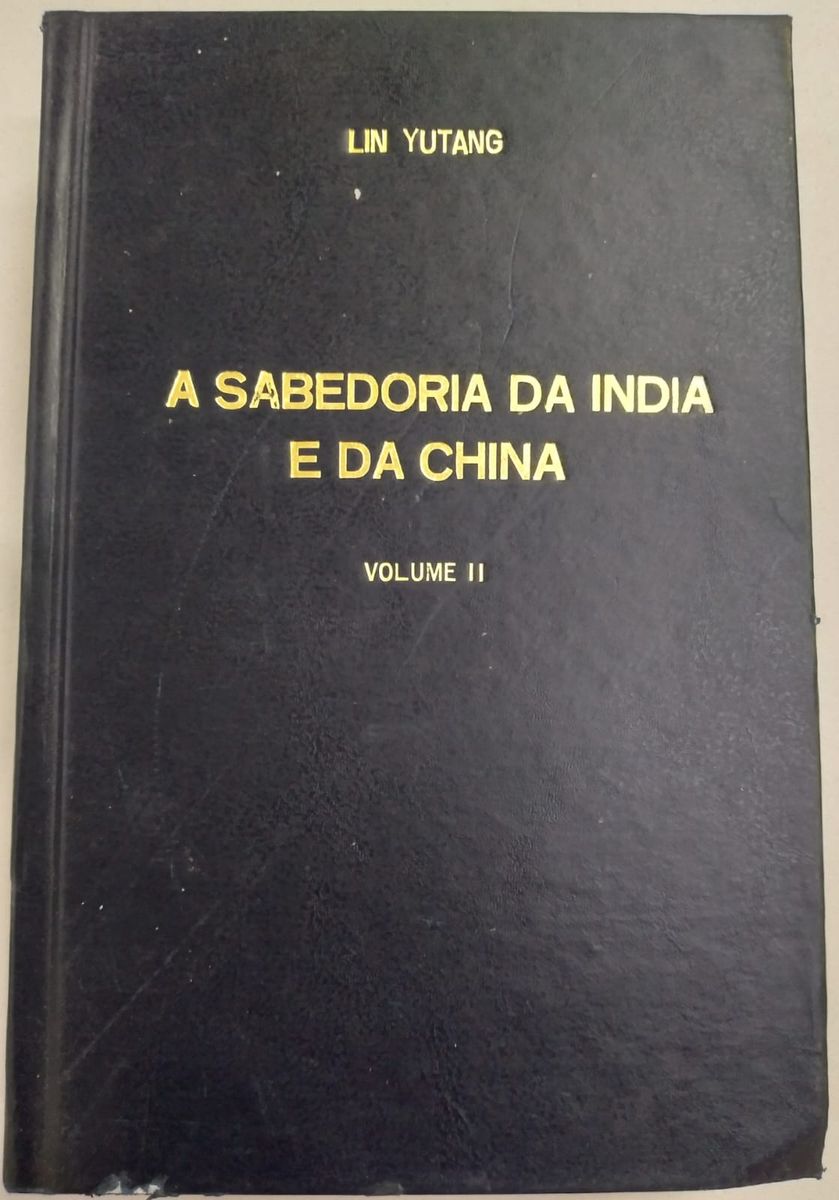 LIN YUTANG
A SABEDORIA DA INDIA
E DA CHINA
VOLUME II